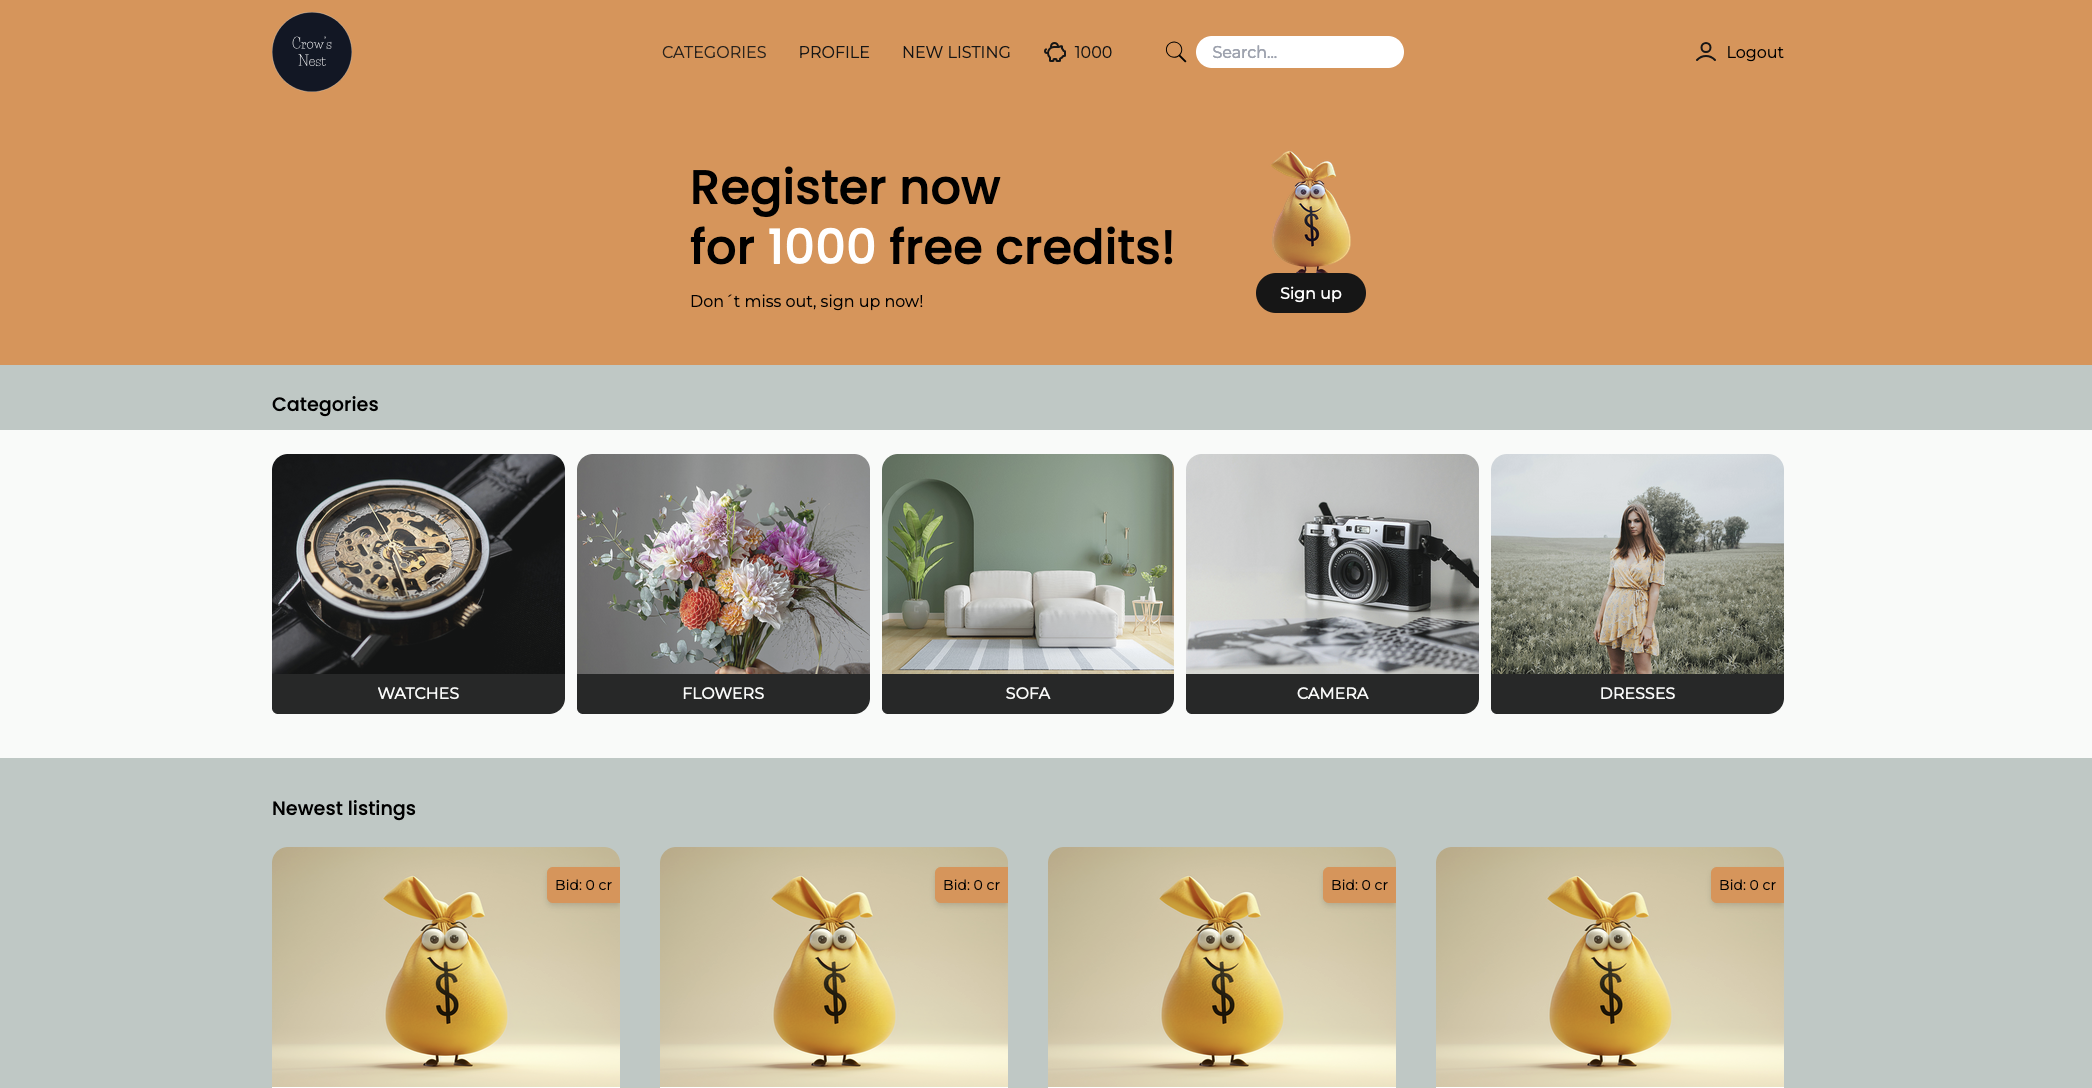 Crow's
Nest
CATEGORIES PROFILE NEW LISTING 1000 Search... Logout
Register now
for 1000 free credits!
Don´t miss out, sign up now!
$
Sign up
Categories
WATCHES FLOWERS SOFA CAMERA DRESSES
Newest listings
Bid: 0 cr Bid: 0 cr Bid: 0 cr Bid: 0 cr
$ $ $ $